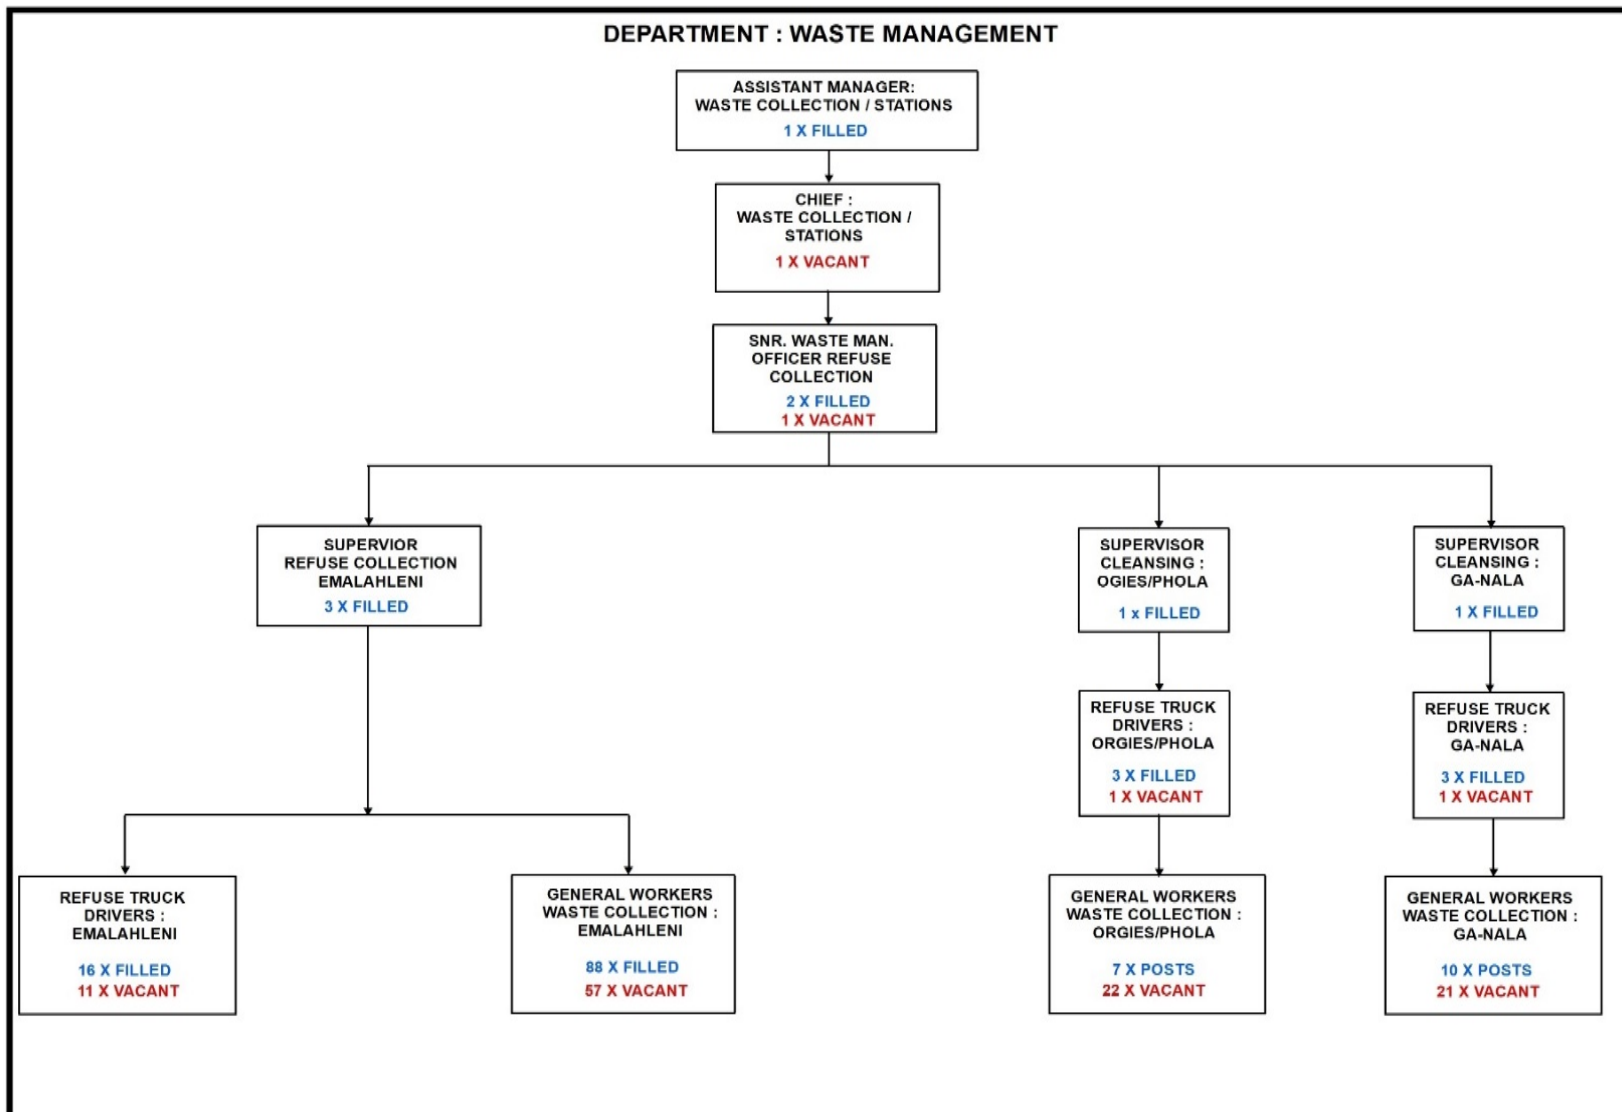 DEPARTMENT : WASTE MANAGEMENT
ASSISTANT MANAGER:
WASTE COLLECTION / STATIONS
1 X FILLED
CHIEF :
WASTE COLLECTION /
STATIONS
1 X VACANT
SNR. WASTE MAN.
OFFICER REFUSE
COLLECTION
2 X FILLED
1 X VACANT
SUPERVIOR
REFUSE COLLECTION
EMALAHLENI
3 X FILLED
SUPERVISOR
CLEANSING :
OGIES/PHOLA
1 x FILLED
SUPERVISOR
CLEANSING :
GA-NALA
1 X FILLED
REFUSE TRUCK
DRIVERS :
ORGIES/PHOLA
3 X FILLED
1 X VACANT
REFUSE TRUCK
DRIVERS :
GA-NALA
3 X FILLED
1 X VACANT
REFUSE TRUCK
DRIVERS :
EMALAHLENI
16 X FILLED
11 X VACANT
GENERAL WORKERS
WASTE COLLECTION :
EMALAHLENI
88 X FILLED
57 X VACANT
GENERAL WORKERS
WASTE COLLECTION :
ORGIES/PHOLA
7 X POSTS
22 X VACANT
GENERAL WORKERS
WASTE COLLECTION :
GA-NALA
10 X POSTS
21 X VACANT